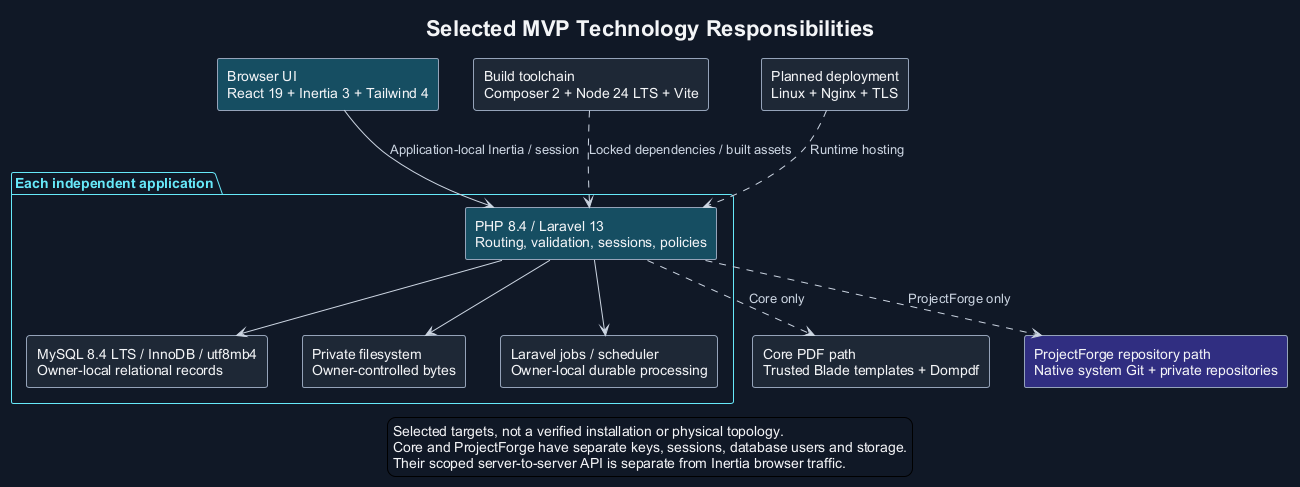 Selected MVP Technology Responsibilities
Browser UI
React 19 + Inertia 3 + Tailwind 4
Build toolchain
Composer 2 + Node 24 LTS + Vite
Planned deployment
Linux + Nginx + TLS
Application-local Inertia / session
Locked dependencies / built assets
Runtime hosting
Each independent application
PHP 8.4 / Laravel 13
Routing, validation, sessions, policies
Core only
ProjectForge only
MySQL 8.4 LTS / InnoDB / utf8mb4
Owner-local relational records
Private filesystem
Owner-controlled bytes
Laravel jobs / scheduler
Owner-local durable processing
Core PDF path
Trusted Blade templates + Dompdf
ProjectForge repository path
Native system Git + private repositories
Selected targets, not a verified installation or physical topology.
Core and ProjectForge have separate keys, sessions, database users and storage.
Their scoped server-to-server API is separate from Inertia browser traffic.